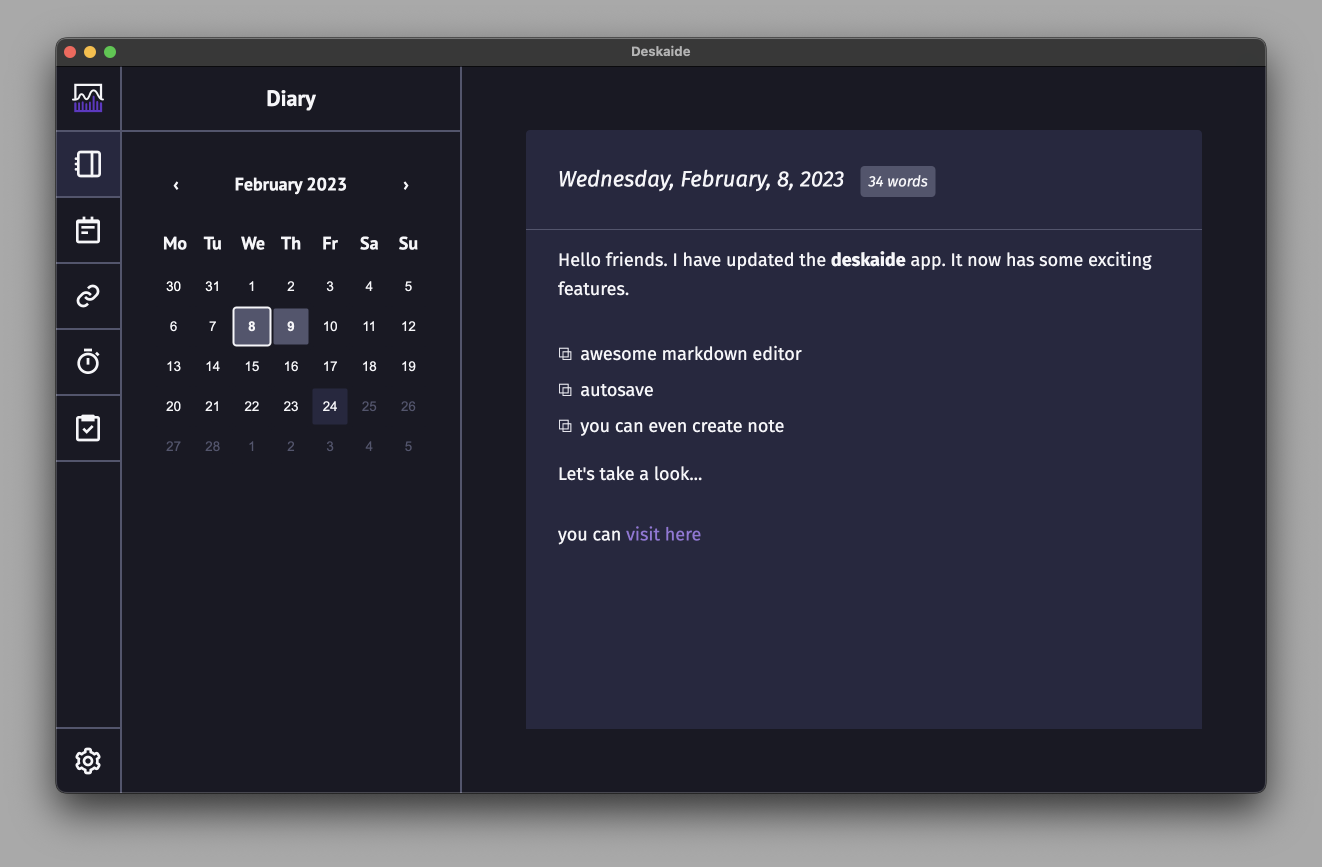 Deskaide
Diary
‹ February 2023 ›
Mo Tu We Th Fr Sa Su
30 31 1 2 3 4 5
6 7 8 9 10 11 12
13 14 15 16 17 18 19
20 21 22 23 24 25 26
27 28 1 2 3 4 5
Wednesday, February, 8, 2023 34 words
Hello friends. I have updated the deskaide app. It now has some exciting
features.
awesome markdown editor
autosave
you can even create note
Let's take a look...
you can visit here